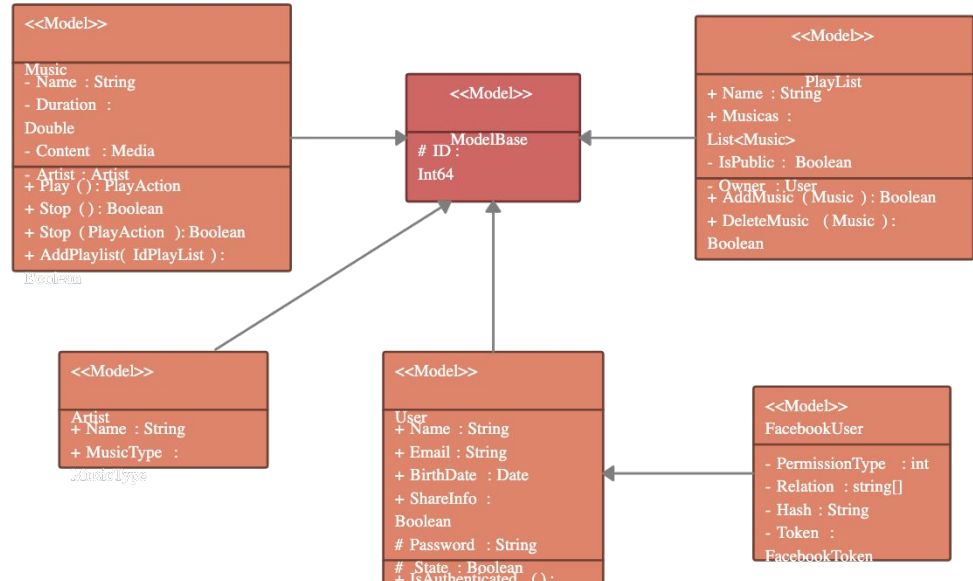 <<Model>>
Music
- Name : String
- Duration :
Double
- Content : Media
- Artist : Artist
+ Play () : PlayAction
+ Stop () : Boolean
+ Stop ( PlayAction ): Boolean
+ AddPlaylist( IdPlayList ) :
Boolean
<<Model>>
ModelBase
# ID :
Int64
<<Model>>
PlayList
+ Name : String
+ Musicas :
List<Music>
- IsPublic : Boolean
- Owner : User
+ AddMusic ( Music ) : Boolean
+ DeleteMusic ( Music ) :
Boolean
<<Model>>
Artist
+ Name : String
+ MusicType :
MusicType
<<Model>>
User
+ Name : String
+ Email : String
+ BirthDate : Date
+ ShareInfo :
Boolean
# Password : String
# State : Boolean
+ IsAuthenticated () :
<<Model>>
FacebookUser
- PermissionType : int
- Relation : string[]
- Hash : String
- Token :
FacebookToken